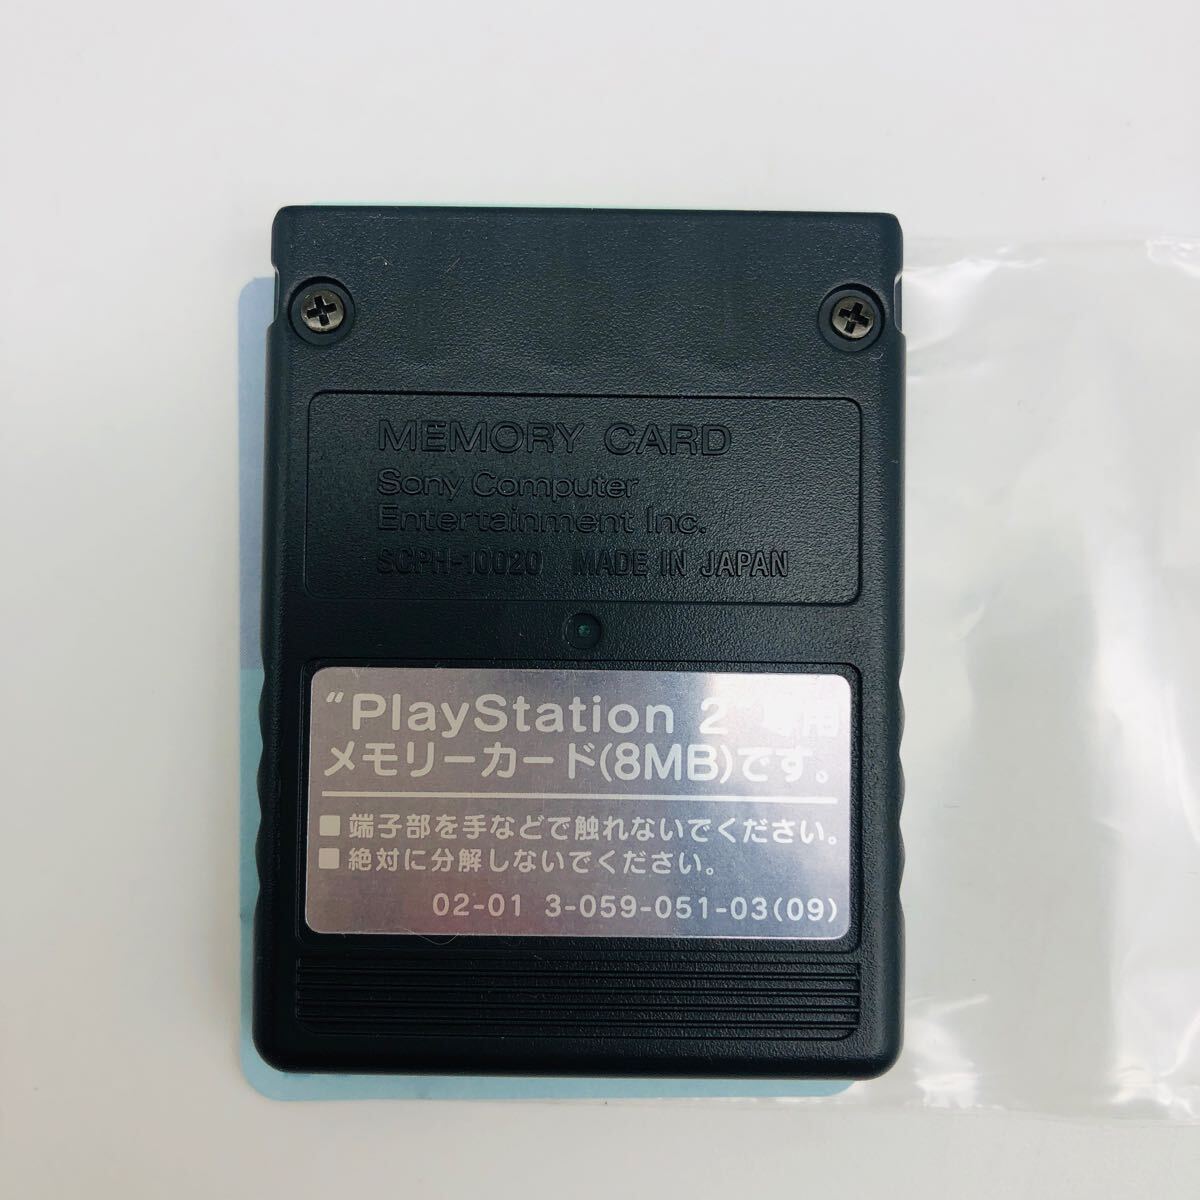 MEMORY CARD
Sony Computer
Entertainment Inc.
SCPH-10020 MADE IN JAPAN
“PlayStation 2”専用
メモリーカード(8MB)です。
■端子部を手などで触れないでください。
■絶対に分解しないでください。
02-01 3-059-051-03(09)